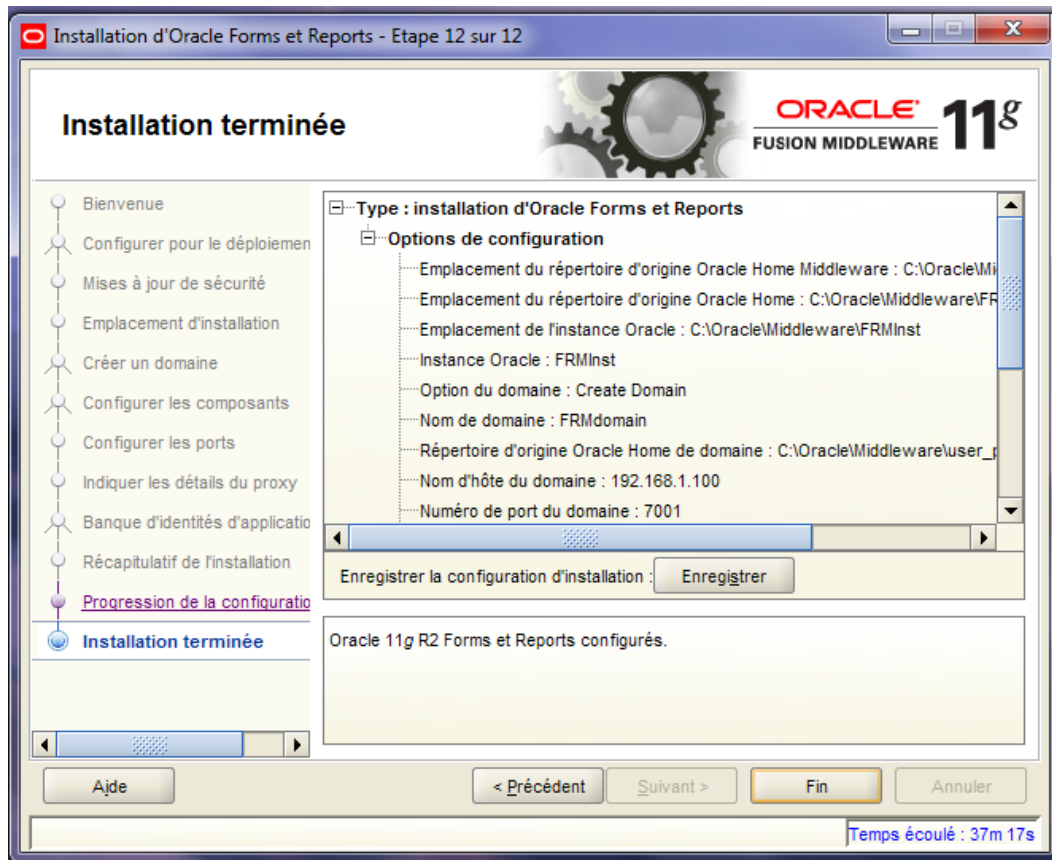 Installation d'Oracle Forms et Reports - Etape 12 sur 12
Installation terminée
ORACLE
FUSION MIDDLEWARE
11g
Bienvenue
Configurer pour le déploiemen
Mises à jour de sécurité
Emplacement d'installation
Créer un domaine
Configurer les composants
Configurer les ports
Indiquer les détails du proxy
Banque d'identités d'applicatio
Récapitulatif de l'installation
Progression de la configuratio
Installation terminée
Type : installation d'Oracle Forms et Reports
Options de configuration
Emplacement du répertoire d'origine Oracle Home Middleware : C:\Oracle\Mi
Emplacement du répertoire d'origine Oracle Home : C:\Oracle\Middleware\FR
Emplacement de l'instance Oracle : C:\Oracle\Middleware\FRMInst
Instance Oracle : FRMInst
Option du domaine : Create Domain
Nom de domaine : FRMdomain
Répertoire d'origine Oracle Home de domaine : C:\Oracle\Middleware\user_p
Nom d'hôte du domaine : 192.168.1.100
Numéro de port du domaine : 7001
Enregistrer la configuration d'installation : Enregistrer
Oracle 11g R2 Forms et Reports configurés.
Aide
< Précédent
Suivant >
Fin
Annuler
Temps écoulé : 37m 17s